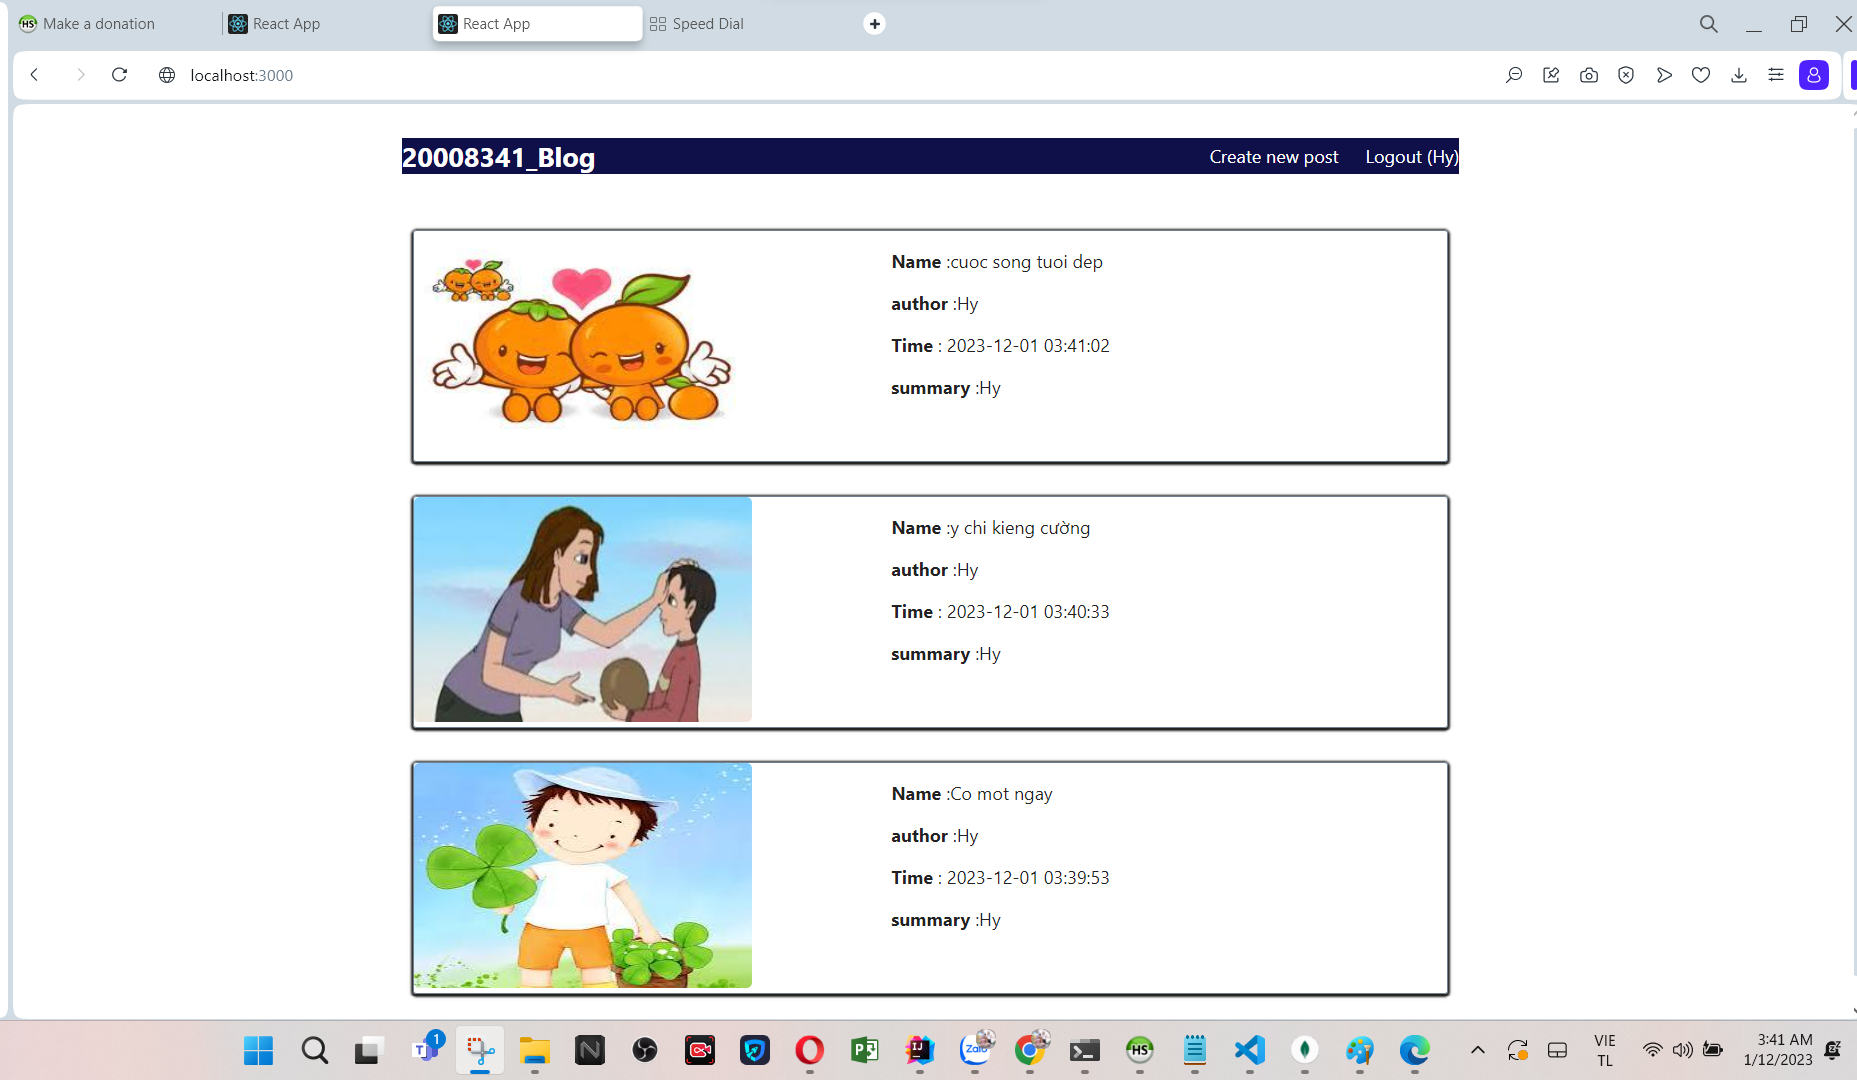 Make a donation
React App
React App
Speed Dial
localhost:3000
20008341_Blog
Create new post
Logout (Hy)
Name :cuoc song tuoi dep
author :Hy
Time : 2023-12-01 03:41:02
summary :Hy
Name :y chi kieng cường
author :Hy
Time : 2023-12-01 03:40:33
summary :Hy
Name :Co mot ngay
author :Hy
Time : 2023-12-01 03:39:53
summary :Hy
VIE
TL
3:41 AM
1/12/2023